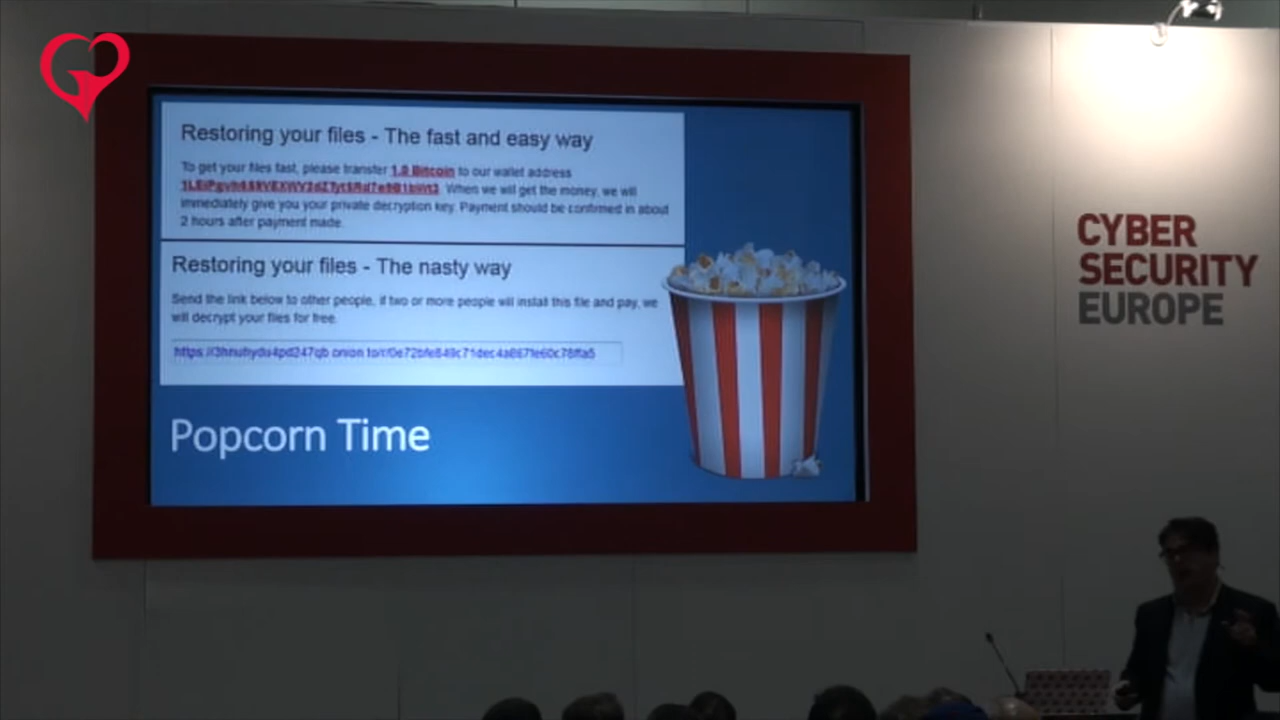 Restoring your files - The fast and easy way
To get your files fast, please transfer 1.0 Bitcoin to our wallet address
When we will get the money, we will
immediately give you your private decryption key. Payment should be confirmed in about
2 hours after payment made.
Restoring your files - The nasty way
Send the link below to other people, if two or more people will install this file and pay, we
will decrypt your files for free.
Popcorn Time
CYBER
SECURITY
EUROPE